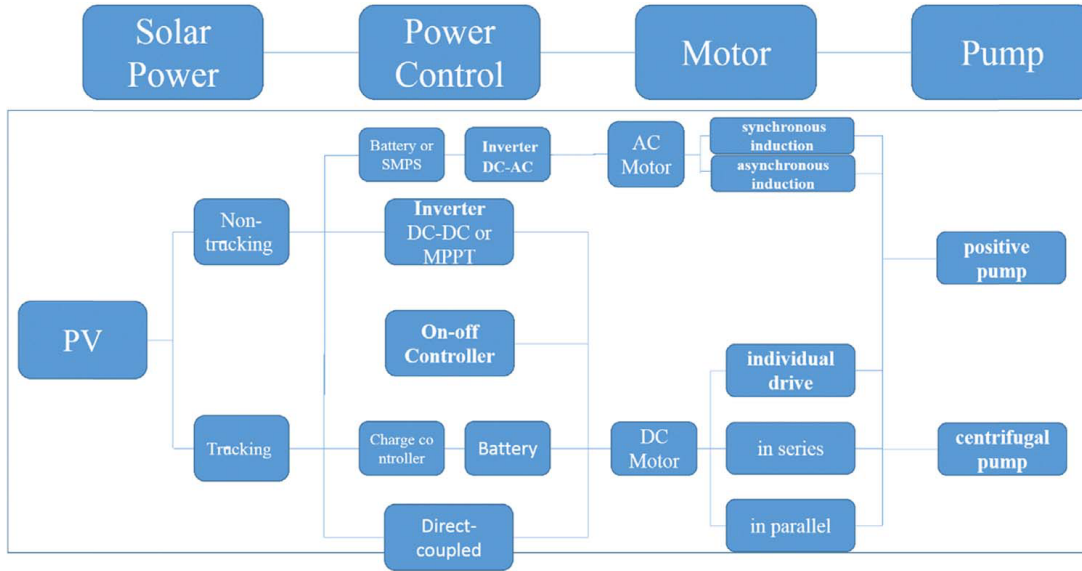 Solar
Power
Power
Control
Motor
Pump
Battery or
SMPS
Inverter
DC-AC
AC
Motor
synchronous
induction
asynchronous
induction
Non-
tracking
Inverter
DC-DC or
MPPT
positive
pump
PV
On-off
Controller
individual
drive
Tracking
Charge co
ntroller
Battery
DC
Motor
in series
centrifugal
pump
Direct-
coupled
in parallel